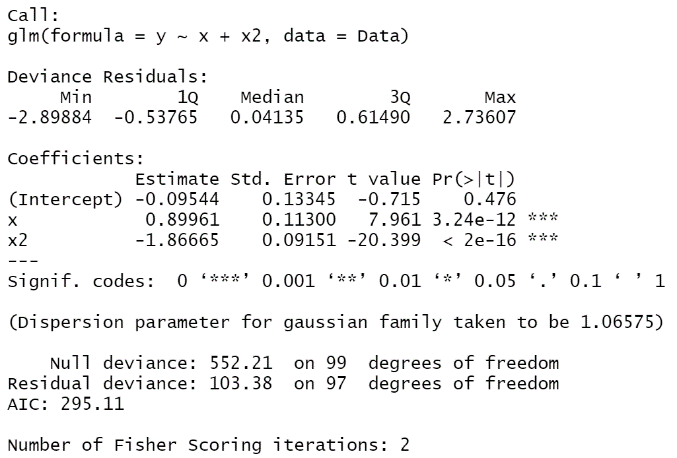 Call:
glm(formula = y ~ x + x2, data = Data)
Deviance Residuals:
Min 1Q Median 3Q Max
-2.89884 -0.53765 0.04135 0.61490 2.73607
Coefficients:
Estimate Std. Error t value Pr(>|t|)
(Intercept) -0.09544 0.13345 -0.715 0.476
x 0.89961 0.11300 7.961 3.24e-12 ***
x2 -1.86665 0.09151 -20.399 < 2e-16 ***
---
Signif. codes: 0 ‘***’ 0.001 ‘**’ 0.01 ‘*’ 0.05 ‘.’ 0.1 ‘ ’ 1
(Dispersion parameter for gaussian family taken to be 1.06575)
Null deviance: 552.21 on 99 degrees of freedom
Residual deviance: 103.38 on 97 degrees of freedom
AIC: 295.11
Number of Fisher Scoring iterations: 2